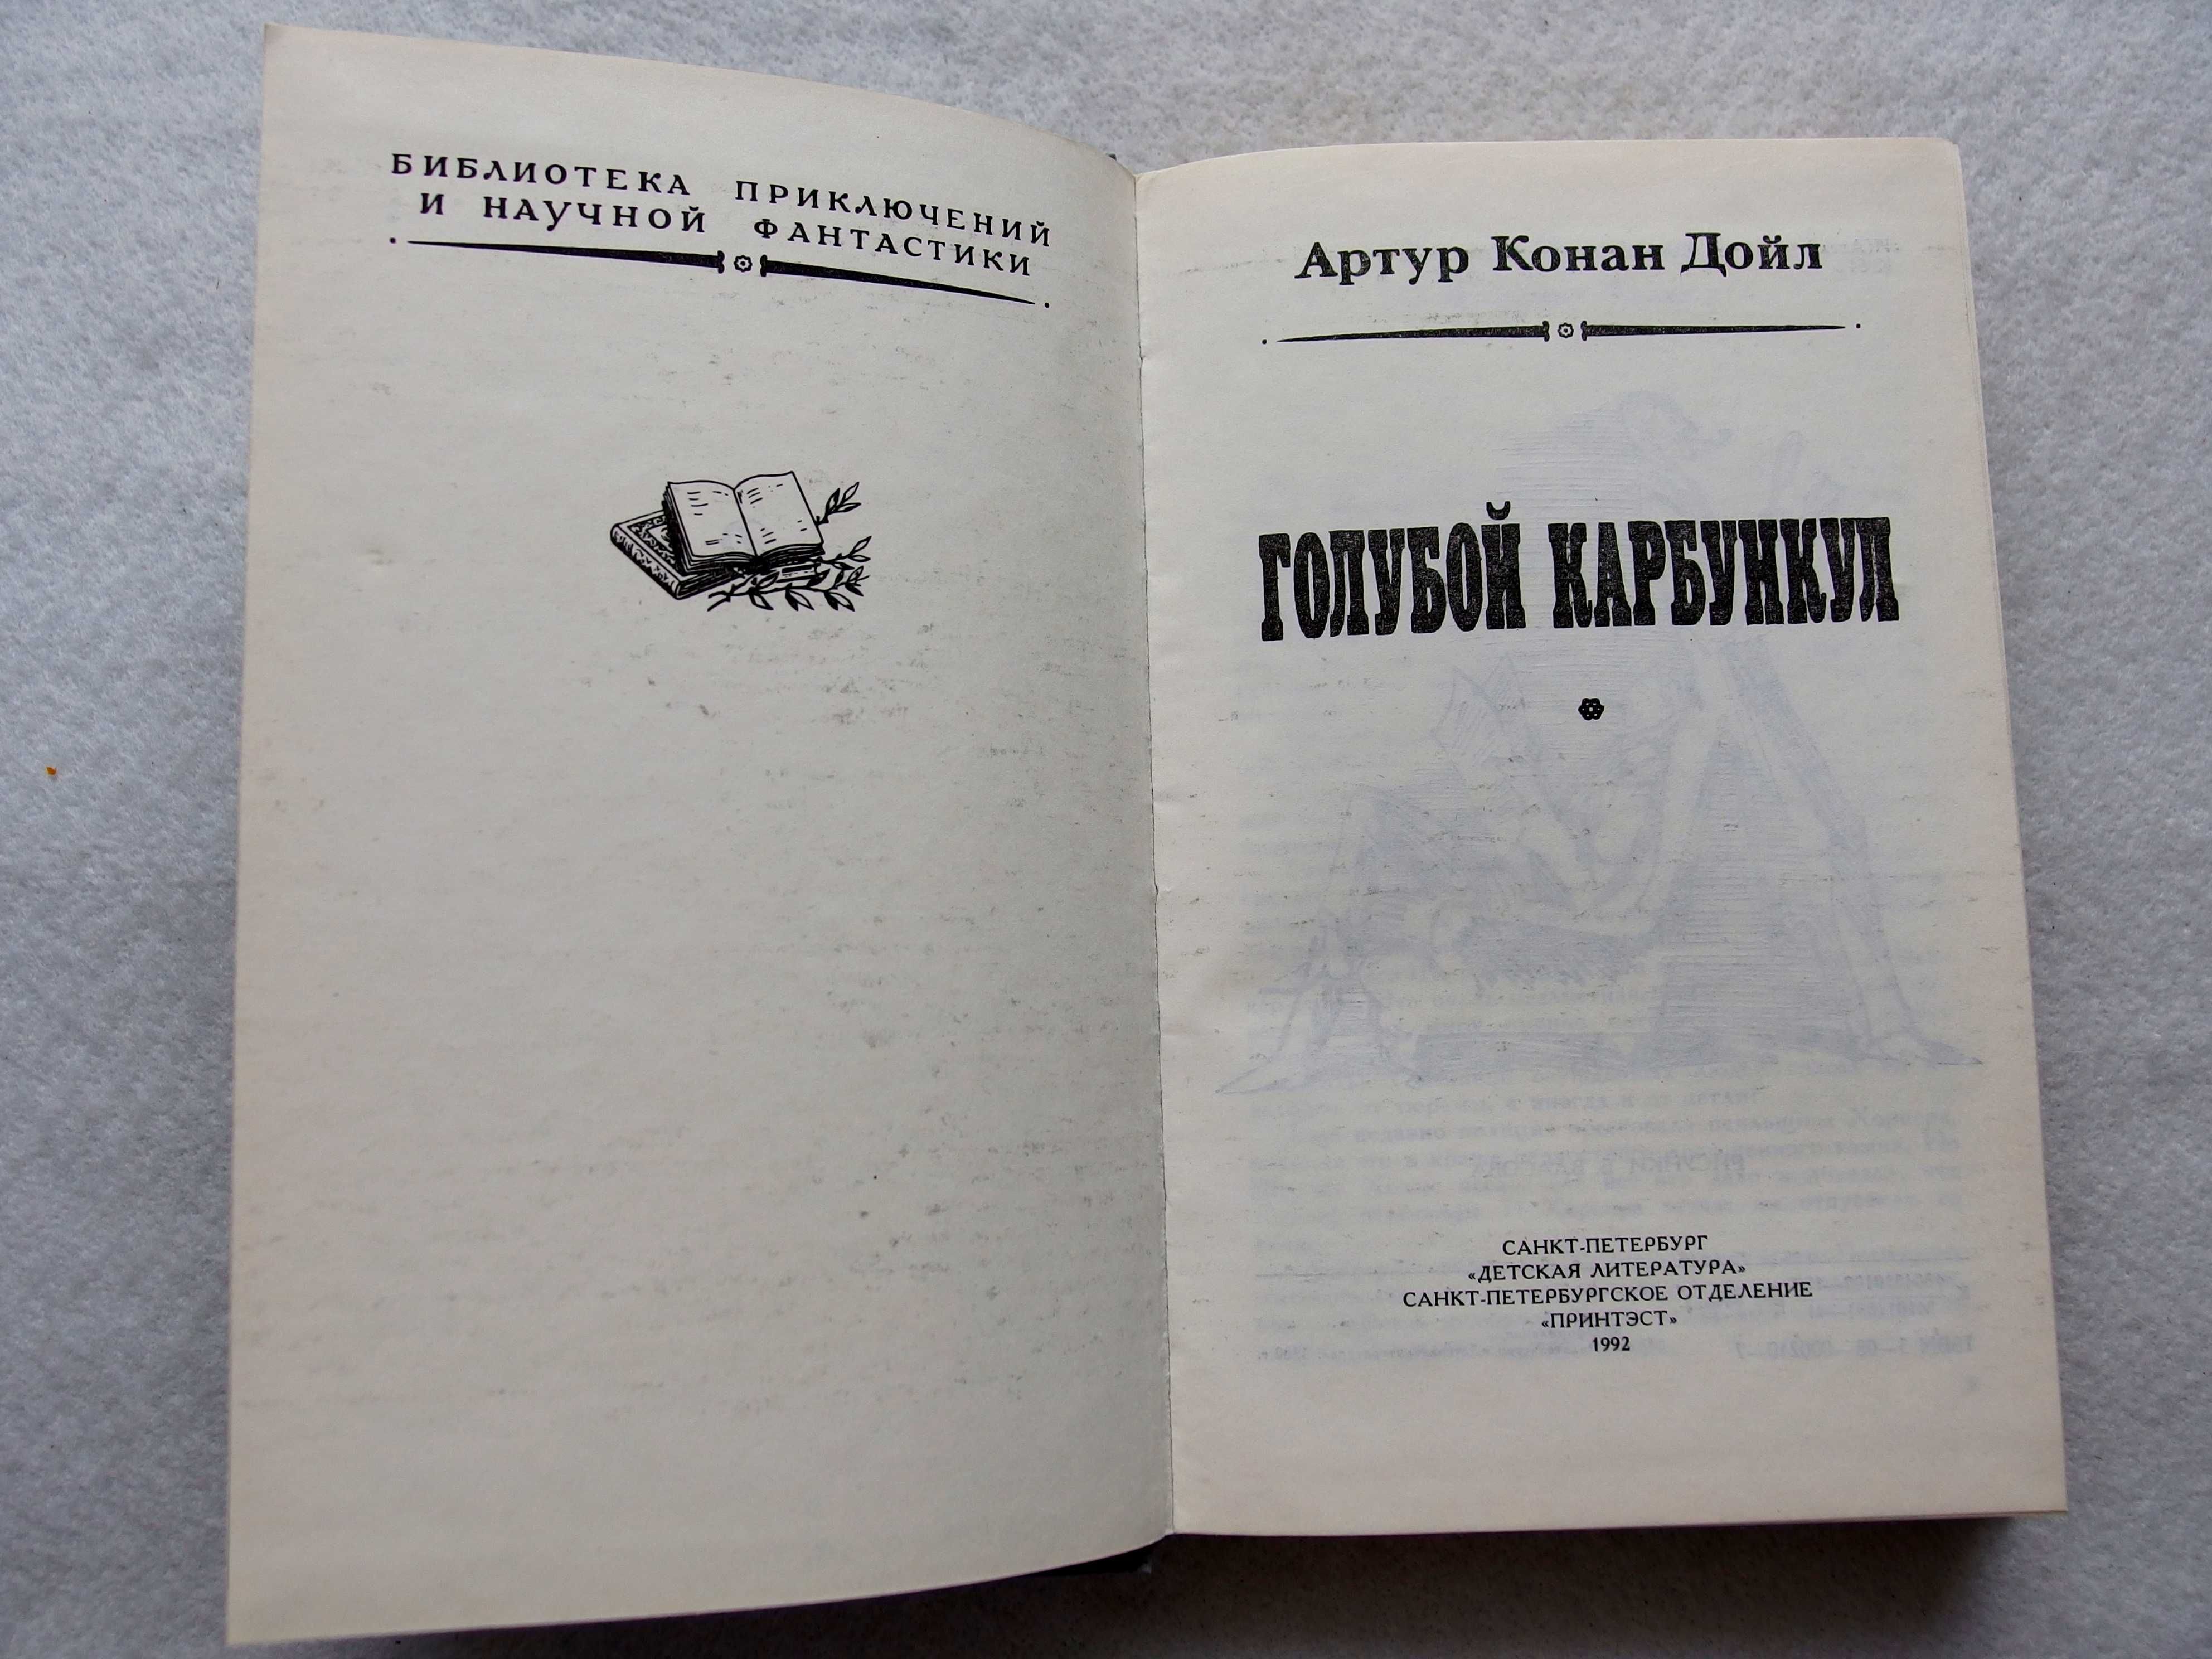 БИБЛИОТЕКА ПРИКЛЮЧЕНИЙ
И НАУЧНОЙ ФАНТАСТИКИ
Артур Конан Дойл
ГОЛУБОЙ КАРБУНКУЛ
САНКТ-ПЕТЕРБУРГ
«ДЕТСКАЯ ЛИТЕРАТУРА»
САНКТ-ПЕТЕРБУРГСКОЕ ОТДЕЛЕНИЕ
«ПРИНТЭСТ»
1992